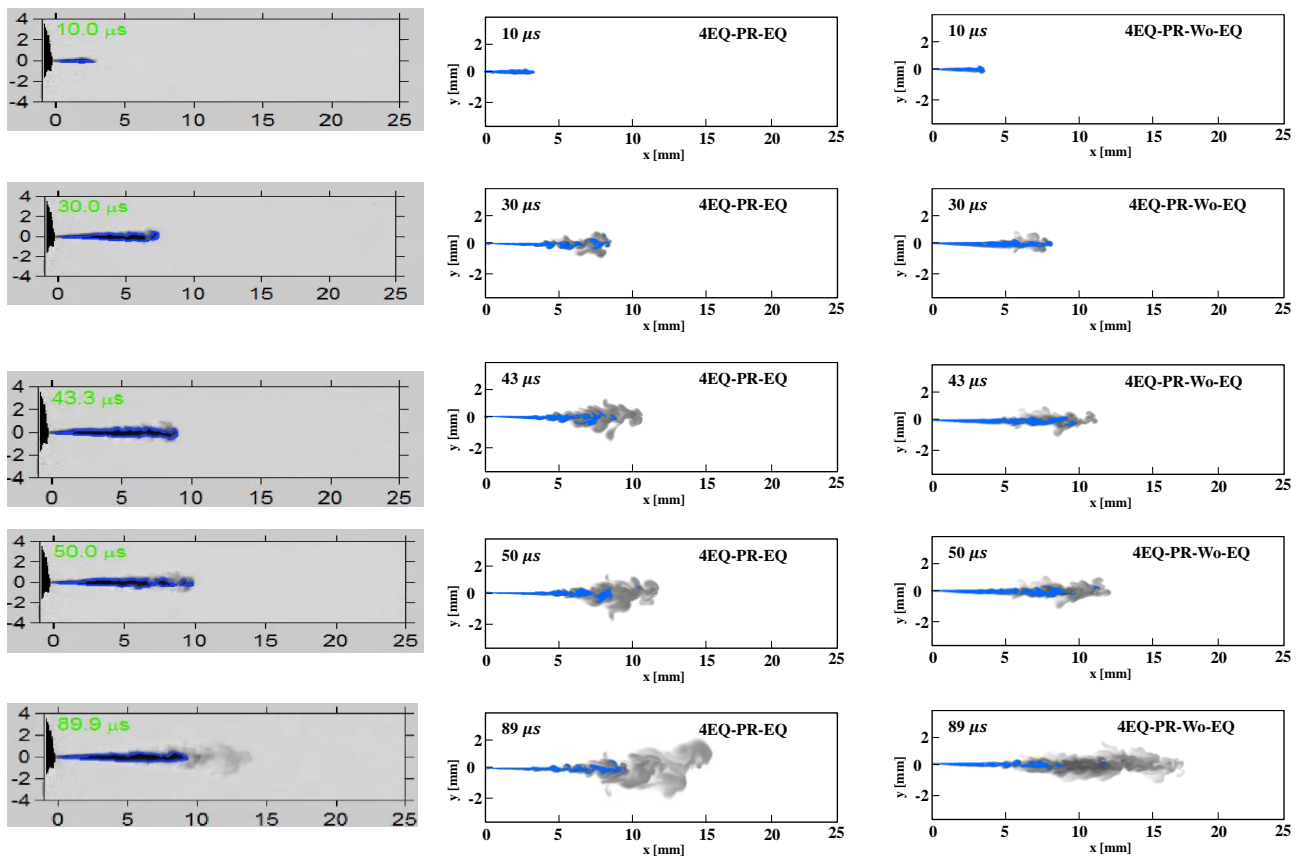 4
2
0
-2
-4
10.0 μs
0 5 10 15 20 25
10 μs 4EQ-PR-EQ
y [mm]
2
0
-2
0 5 10 15 20 25
x [mm]
10 μs 4EQ-PR-Wo-EQ
y [mm]
2
0
-2
0 5 10 15 20 25
x [mm]
4
2
0
-2
-4
30.0 μs
0 5 10 15 20 25
30 μs 4EQ-PR-EQ
y [mm]
2
0
-2
0 5 10 15 20 25
x [mm]
30 μs 4EQ-PR-Wo-EQ
y [mm]
2
0
-2
0 5 10 15 20 25
x [mm]
4
2
0
-2
-4
43.3 μs
0 5 10 15 20 25
43 μs 4EQ-PR-EQ
y [mm]
2
0
-2
0 5 10 15 20 25
x [mm]
43 μs 4EQ-PR-Wo-EQ
y [mm]
2
0
-2
0 5 10 15 20 25
x [mm]
4
2
0
-2
-4
50.0 μs
0 5 10 15 20 25
50 μs 4EQ-PR-EQ
y [mm]
2
0
-2
0 5 10 15 20 25
x [mm]
50 μs 4EQ-PR-Wo-EQ
y [mm]
2
0
-2
0 5 10 15 20 25
x [mm]
4
2
0
-2
-4
89.9 μs
0 5 10 15 20 25
89 μs 4EQ-PR-EQ
y [mm]
2
0
-2
0 5 10 15 20 25
x [mm]
89 μs 4EQ-PR-Wo-EQ
y [mm]
2
0
-2
0 5 10 15 20 25
x [mm]